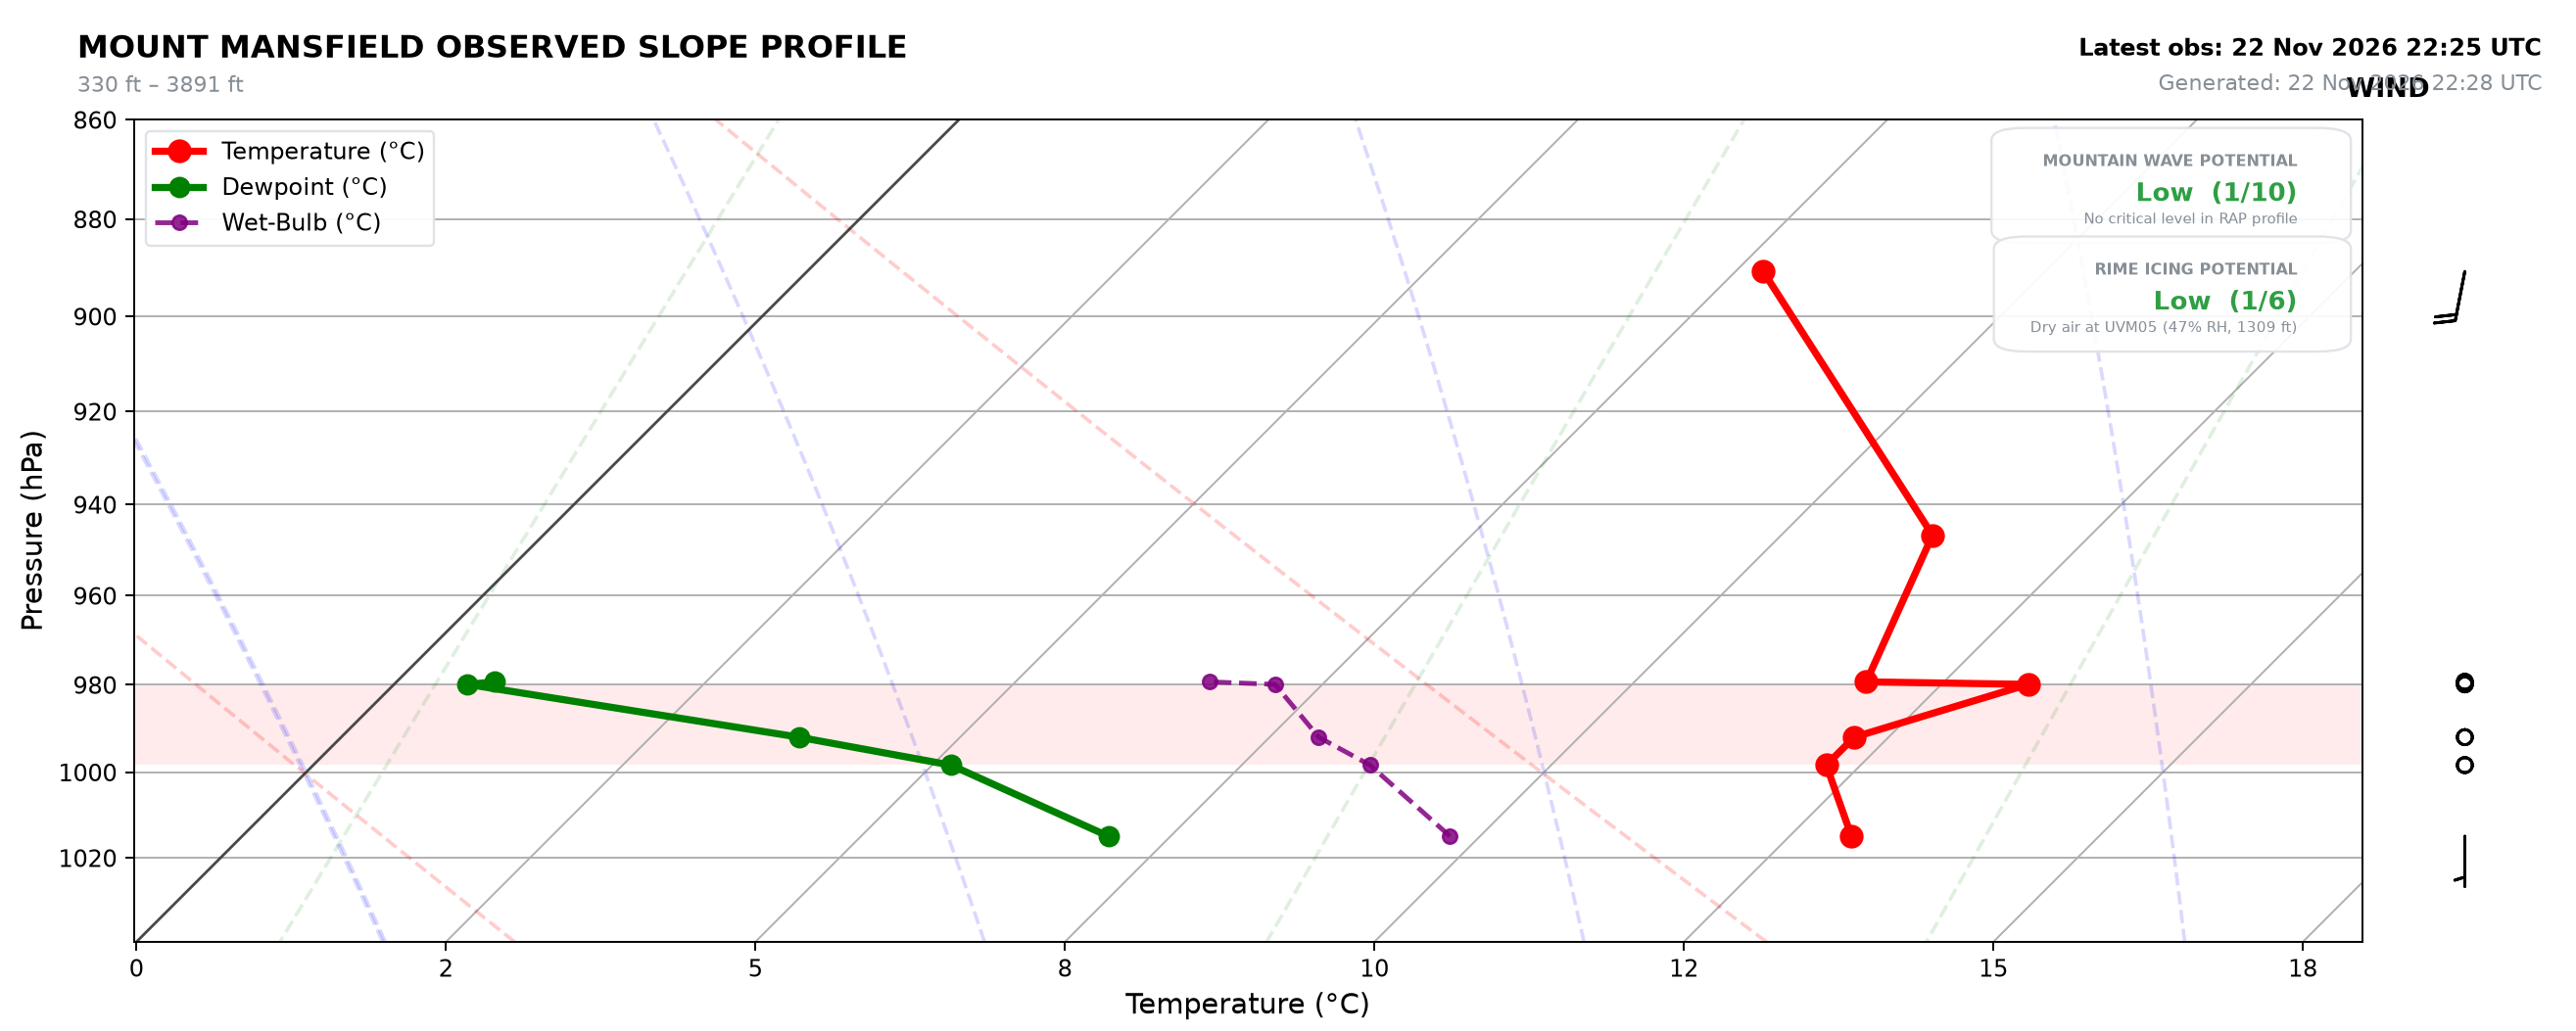 MOUNT MANSFIELD OBSERVED SLOPE PROFILE
330 ft – 3891 ft
Latest obs: 22 Nov 2026 22:25 UTC
Generated: 22 Nov 2026 22:28 UTC
WIND
Temperature (°C)
Dewpoint (°C)
Wet-Bulb (°C)
MOUNTAIN WAVE POTENTIAL
Low (1/10)
No critical level in RAP profile
RIME ICING POTENTIAL
Low (1/6)
Dry air at UVM05 (47% RH, 1309 ft)
Pressure (hPa)
860
880
900
920
940
960
980
1000
1020
0 2 5 8 10 12 15 18
Temperature (°C)